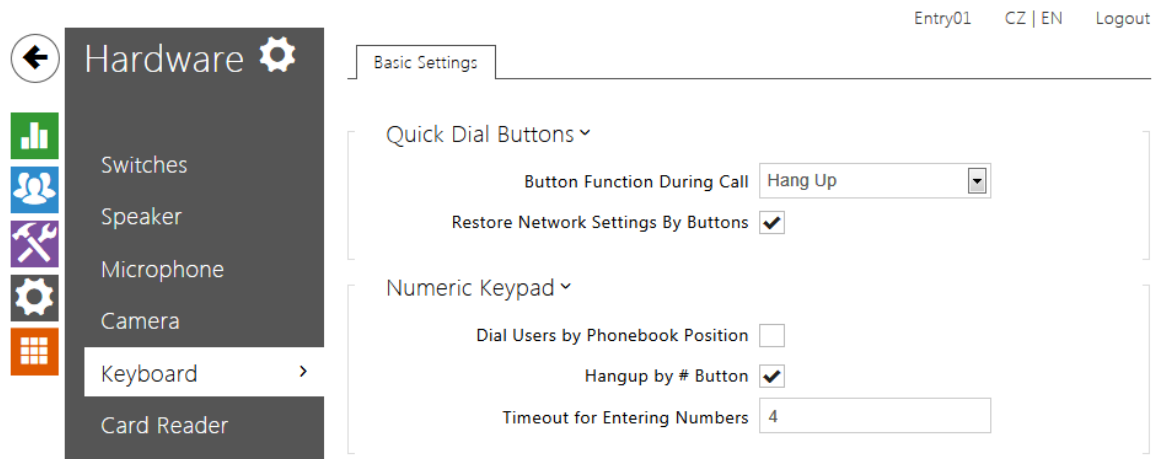 Entry01 CZ | EN Logout
Hardware
Basic Settings
Switches
Speaker
Microphone
Camera
Keyboard
Card Reader
Quick Dial Buttons
Button Function During Call Hang Up
Restore Network Settings By Buttons
Numeric Keypad
Dial Users by Phonebook Position
Hangup by # Button
Timeout for Entering Numbers 4